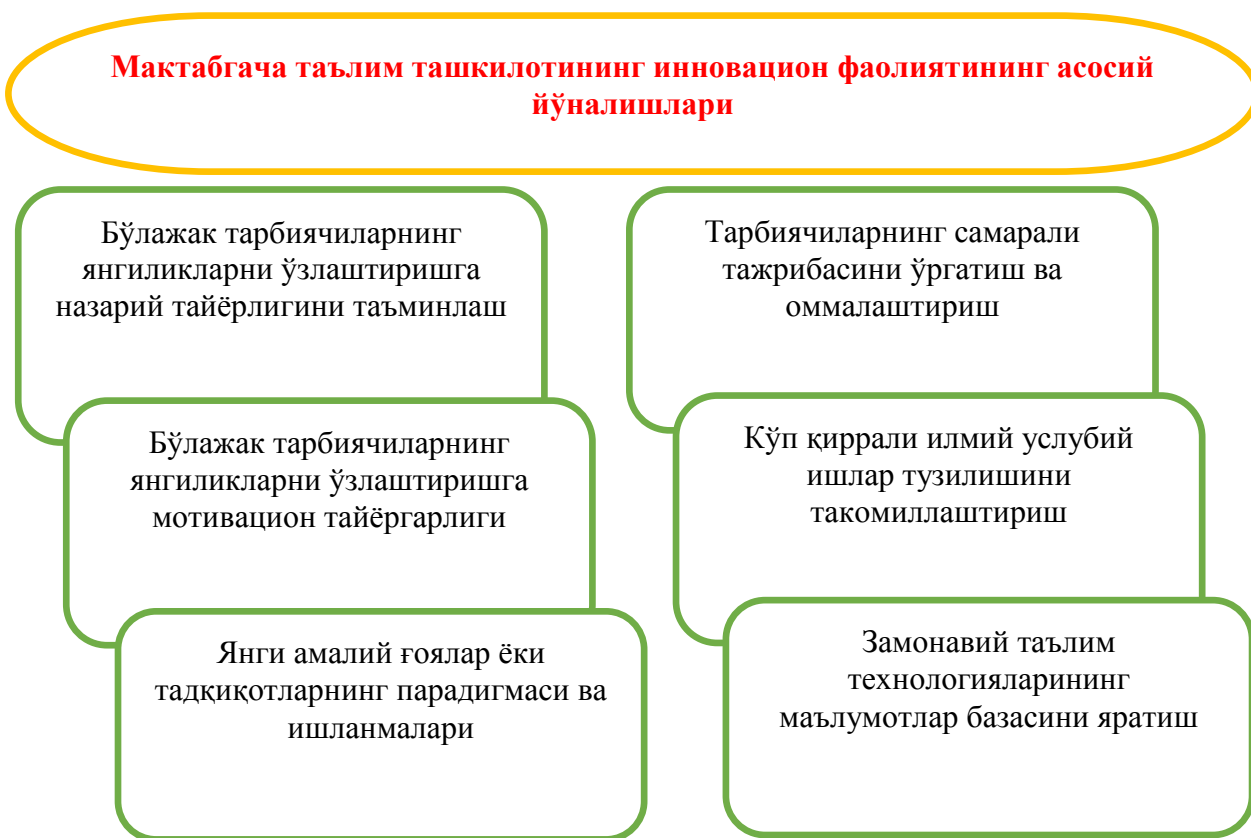 Мактабгача таълим ташкилотининг инновацион фаолиятининг асосий
йўналишлари
Бўлажак тарбиячиларнинг
янгиликларни ўзлаштиришга
назарий тайёрлигини таъминлаш
Бўлажак тарбиячиларнинг
янгиликларни ўзлаштиришга
мотивацион тайёргарлиги
Янги амалий ғоялар ёки
тадқиқотларнинг парадигмаси ва
ишланмалари
Тарбиячиларнинг самарали
тажрибасини ўргатиш ва
оммалаштириш
Кўп қиррали илмий услубий
ишлар тузилишини
такомиллаштириш
Замонавий таълим
технологияларининг
маълумотлар базасини яратиш